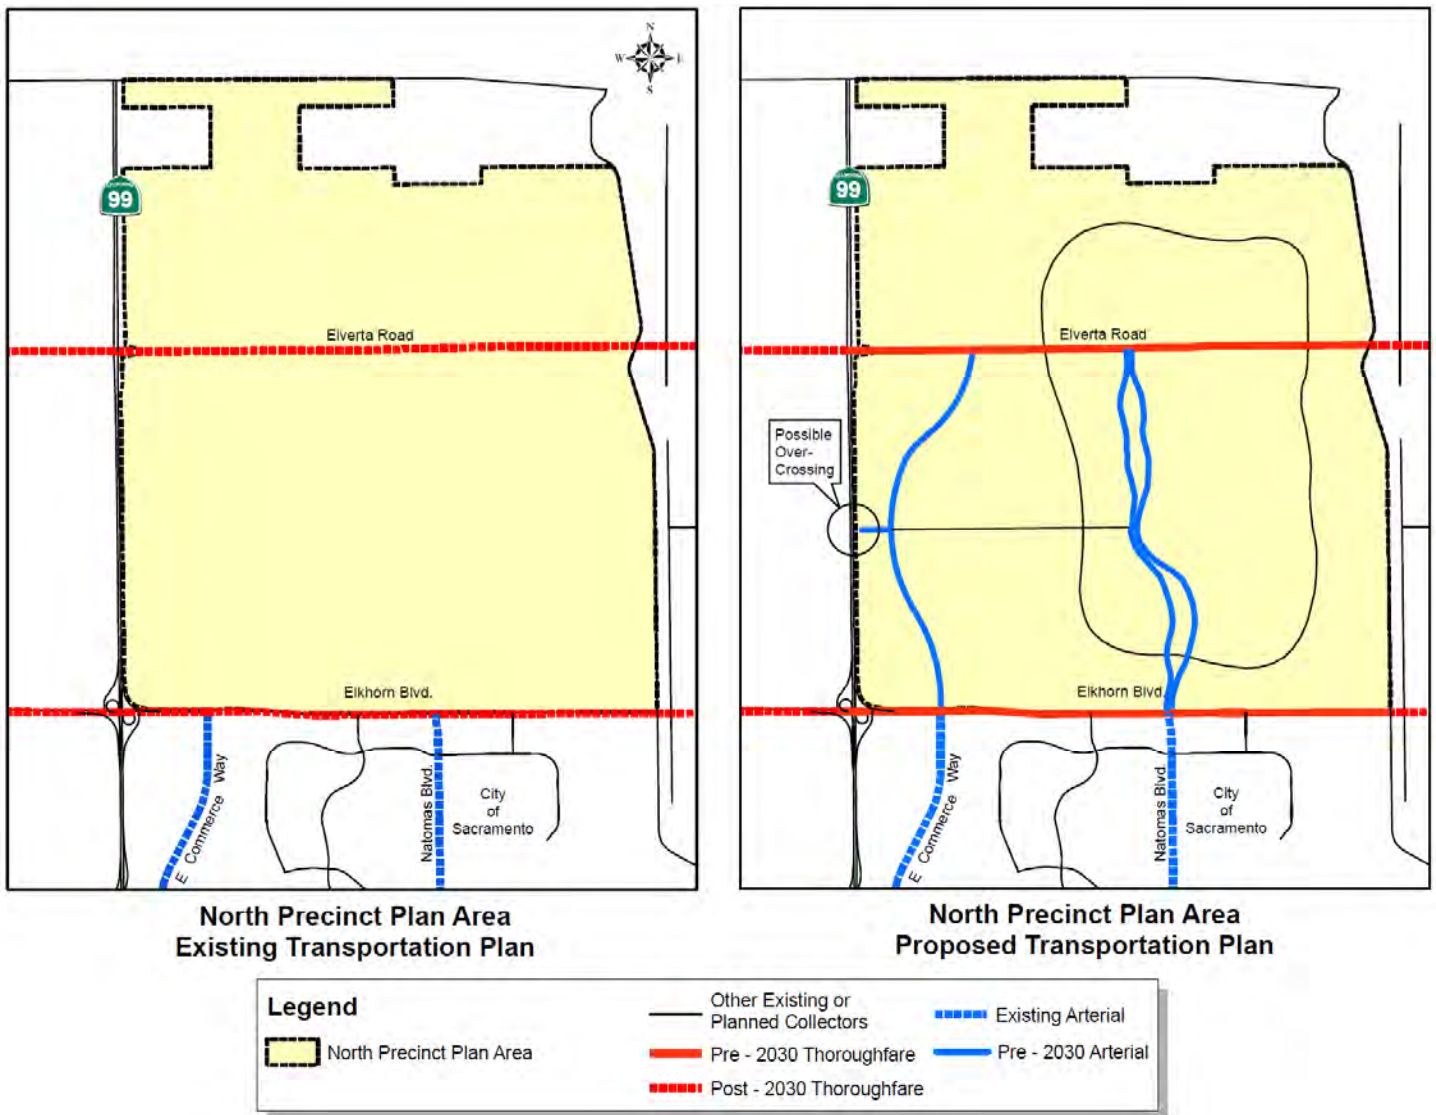 N
W
E
S
CALIFORNIA
99
Elverta Road
Elkhorn Blvd.
E Commerce Way
Natomas Blvd.
City
of
Sacramento
North Precinct Plan Area
Existing Transportation Plan
99
Elverta Road
Possible
Over-
Crossing
Elkhorn Blvd.
E Commerce Way
Natomas Blvd.
City
of
Sacramento
North Precinct Plan Area
Proposed Transportation Plan
Legend
North Precinct Plan Area
Other Existing or
Planned Collectors
Pre - 2030 Thoroughfare
Post - 2030 Thoroughfare
Existing Arterial
Pre - 2030 Arterial